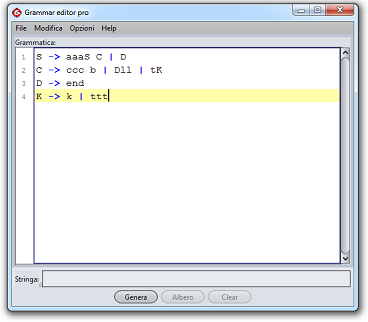 Grammar editor pro
File Modifica Opzioni Help
Grammatica:
1 S -> aaaS C | D
2 C -> ccc b | Dll | tK
3 D -> end
4 K -> k | ttt
Stringa:
Genera Albero Clear